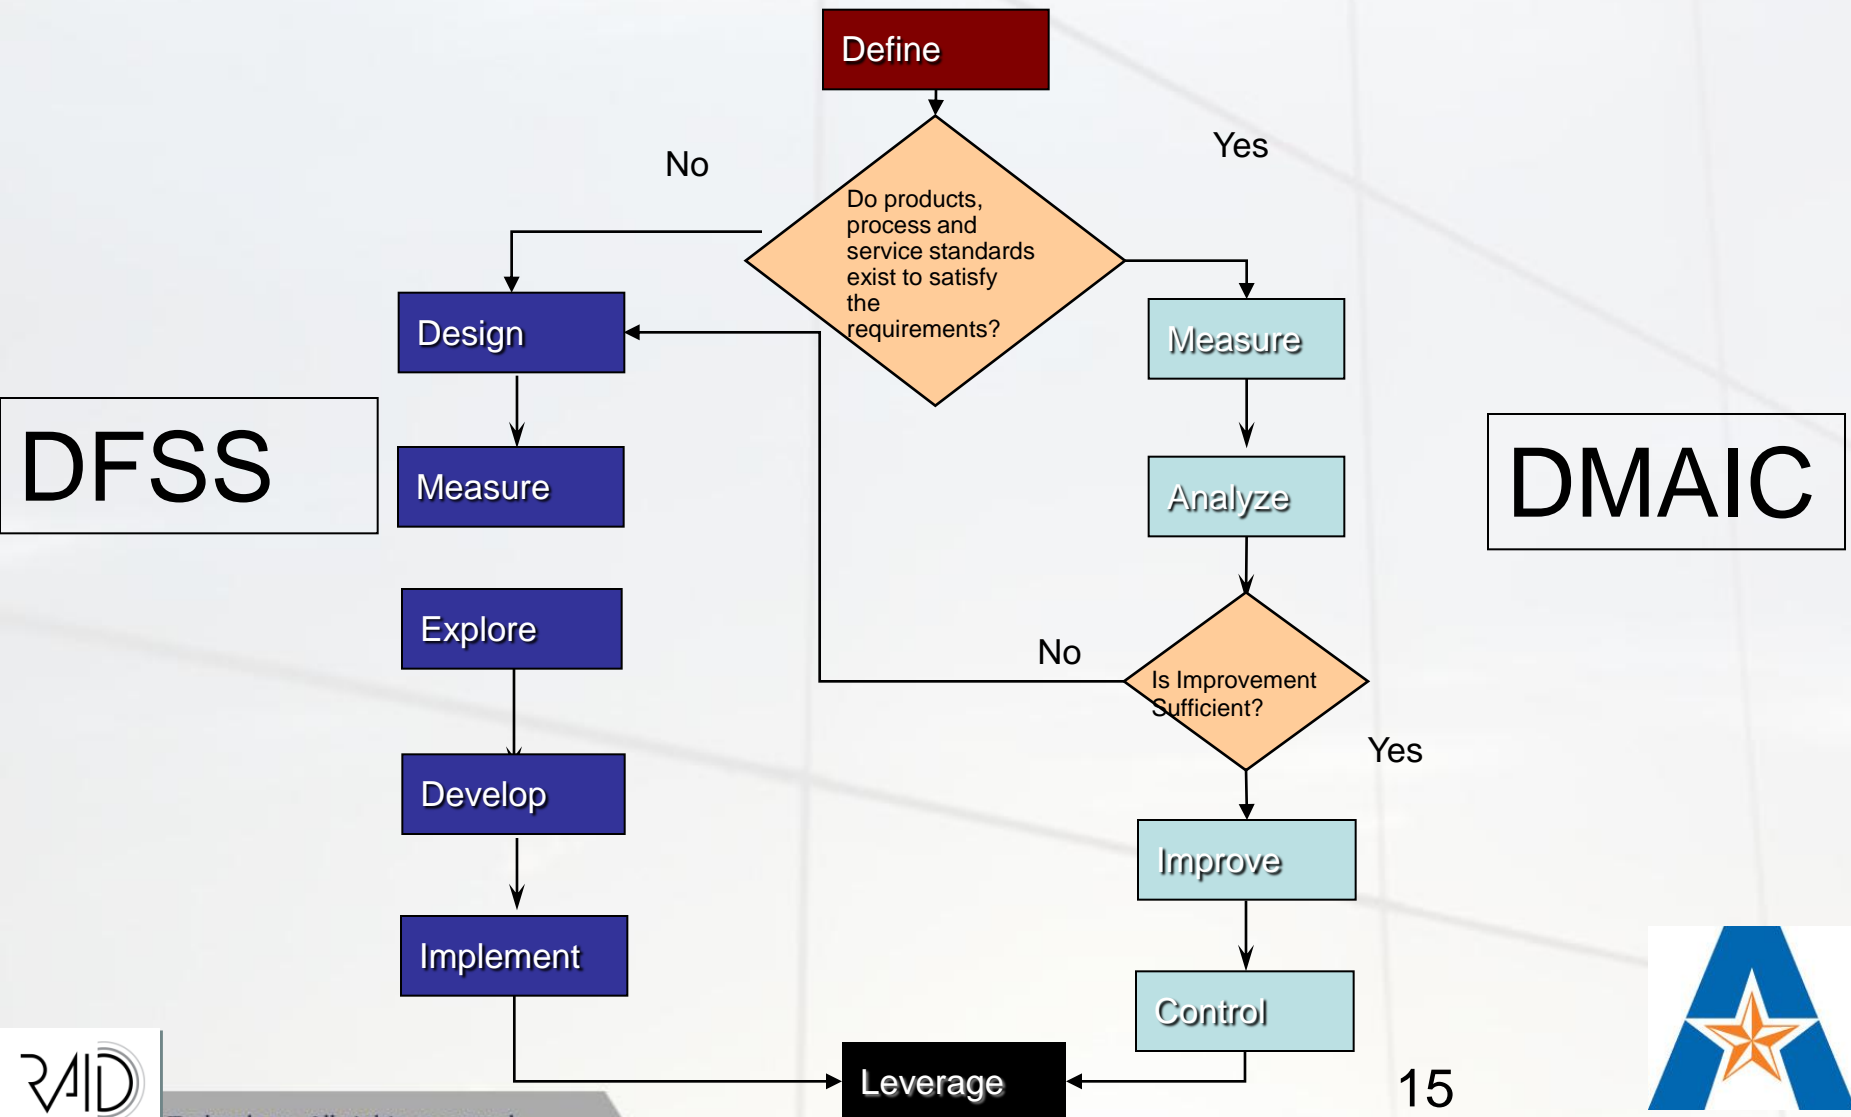 Define
No
Yes
Do products,
process and
service standards
exist to satisfy
the
requirements?
Design
Measure
DFSS
Measure
DMAIC
Analyze
Explore
No
Is Improvement
Sufficient?
Yes
Develop
Improve
Implement
Control
RAID
Leverage
15